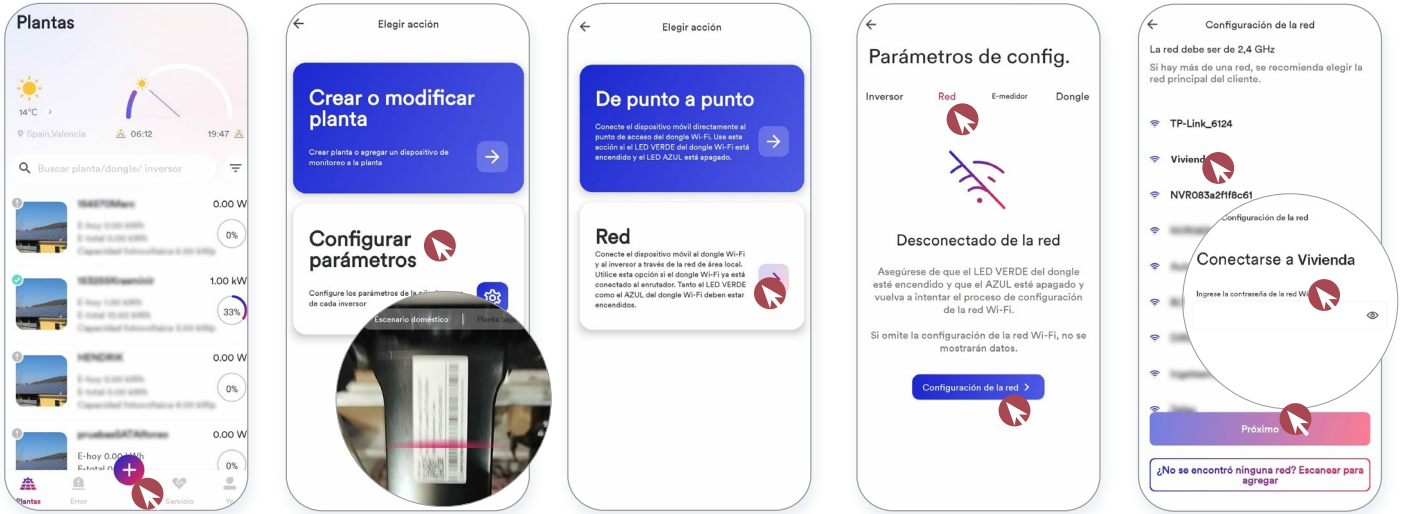 Plantas
14°C >
Spain,Valencia
06:12
19:47
Buscar planta/dongle/ inversor
0.00 W
0%
1.00 kW
33%
HENDRIK
0.00 W
0%
0.00 W
E-hoy 0.00 kWh
E-total
0%
Plantas
Error
Servicio
Elegir acción
Crear o modificar
planta
Crear planta o agregar un dispositivo de
monitoreo a la planta
Configurar
parámetros
Configure los parámetros de la
de cada inversor
Escenario doméstico | Planta
Elegir acción
De punto a punto
Conecte el dispositivo móvil directamente al
punto de acceso del dongle Wi-Fi. Use esta
acción si el LED VERDE del dongle Wi-Fi está
encendido y el LED AZUL está apagado.
Red
Conecte el dispositivo móvil al dongle Wi-Fi
y al inversor a través de la red de área local.
Utilice esta opción si el dongle Wi-Fi ya está
conectado al enrutador. Tanto el LED VERDE
como el AZUL del dongle Wi-Fi deben estar
encendidos.
Parámetros de config.
Inversor Red E-medidor Dongle
Desconectado de la red
Asegúrese de que el LED VERDE del dongle
esté encendido y que el AZUL esté apagado y
vuelva a intentar el proceso de configuración
de la red Wi-Fi.
Si omite la configuración de la red Wi-Fi, no se
mostrarán datos.
Configuración de la red >
Configuración de la red
La red debe ser de 2,4 GHz
Si hay más de una red, se recomienda elegir la
red principal del cliente.
TP-Link_6124
Viviend
NVR083a2f1f8c61
Configuración de la red
Conectarse a Vivienda
Ingrese la contraseña de la red Wi
Próximo
¿No se encontró ninguna red? Escanear para
agregar